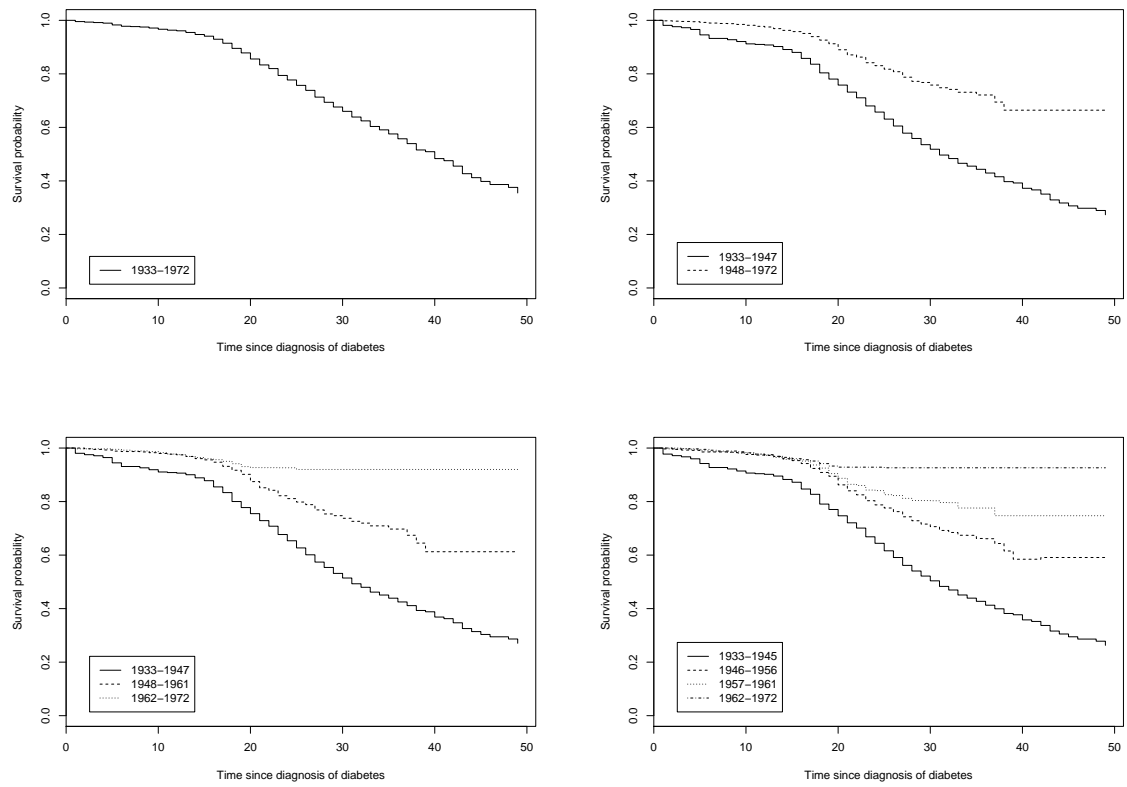 Survival probability
1.0
0.8
0.6
0.4
0.2
0.0
1933−1972
0 10 20 30 40 50
Time since diagnosis of diabetes
Survival probability
1.0
0.8
0.6
0.4
0.2
0.0
1933−1947
1948−1972
0 10 20 30 40 50
Time since diagnosis of diabetes
Survival probability
1.0
0.8
0.6
0.4
0.2
0.0
1933−1947
1948−1961
1962−1972
0 10 20 30 40 50
Time since diagnosis of diabetes
Survival probability
1.0
0.8
0.6
0.4
0.2
0.0
1933−1945
1946−1956
1957−1961
1962−1972
0 10 20 30 40 50
Time since diagnosis of diabetes